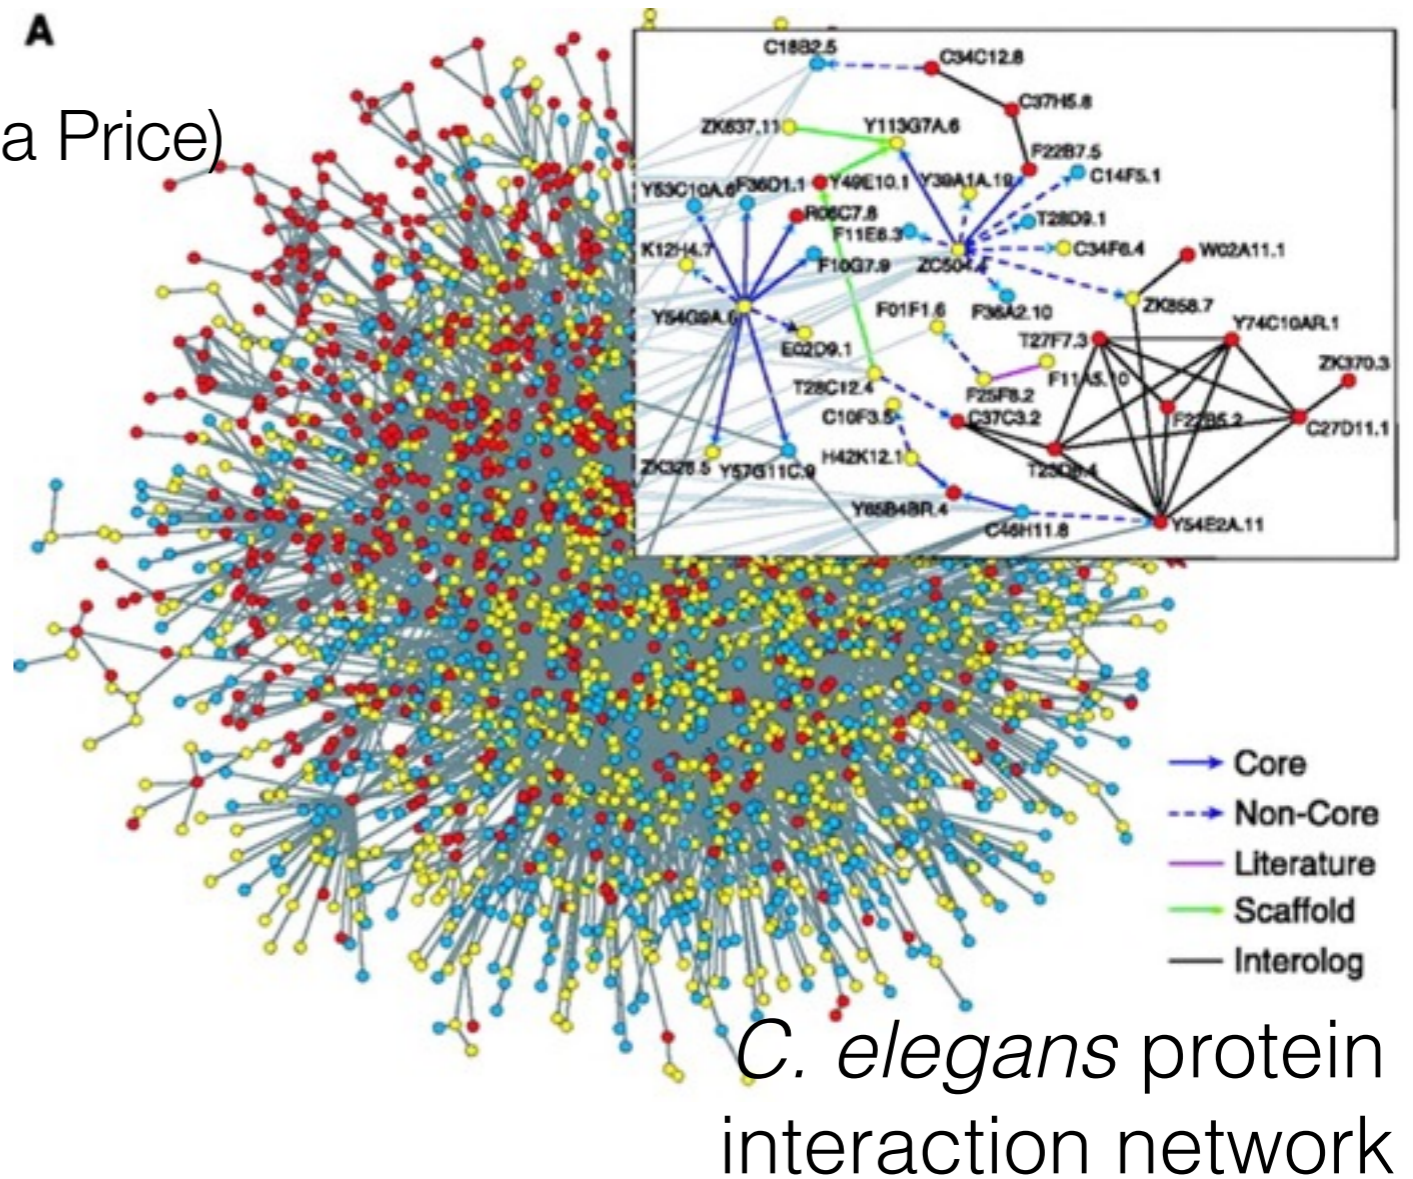 A
a Price)
C18B2.5
C34C12.8
C37H5.8
ZK637.11
Y113G7A.6
F22B7.5
C14F5.1
Y53C10A.6
F36D1.1
Y49E10.1
Y39A1A.19
R06C7.8
T28D9.1
F11E6.3
K12H4.7
F10G7.9
C34F6.4
W02A11.1
ZK858.7
Y54G9A.6
F01F1.6
F36A2.10
E02D9.1
T27F7.3
Y74C10AR.1
ZK370.3
T28C12.4
F25F8.2
F11A5.10
C10F3.5
C37C3.2
F22B5.2
C27D11.1
H42K12.1
ZK328.5
Y57G11C.9
Y65B4BR.4
C46H11.8
Y54E2A.11
Core
Non-Core
Literature
Scaffold
Interolog
C. elegans protein
interaction network